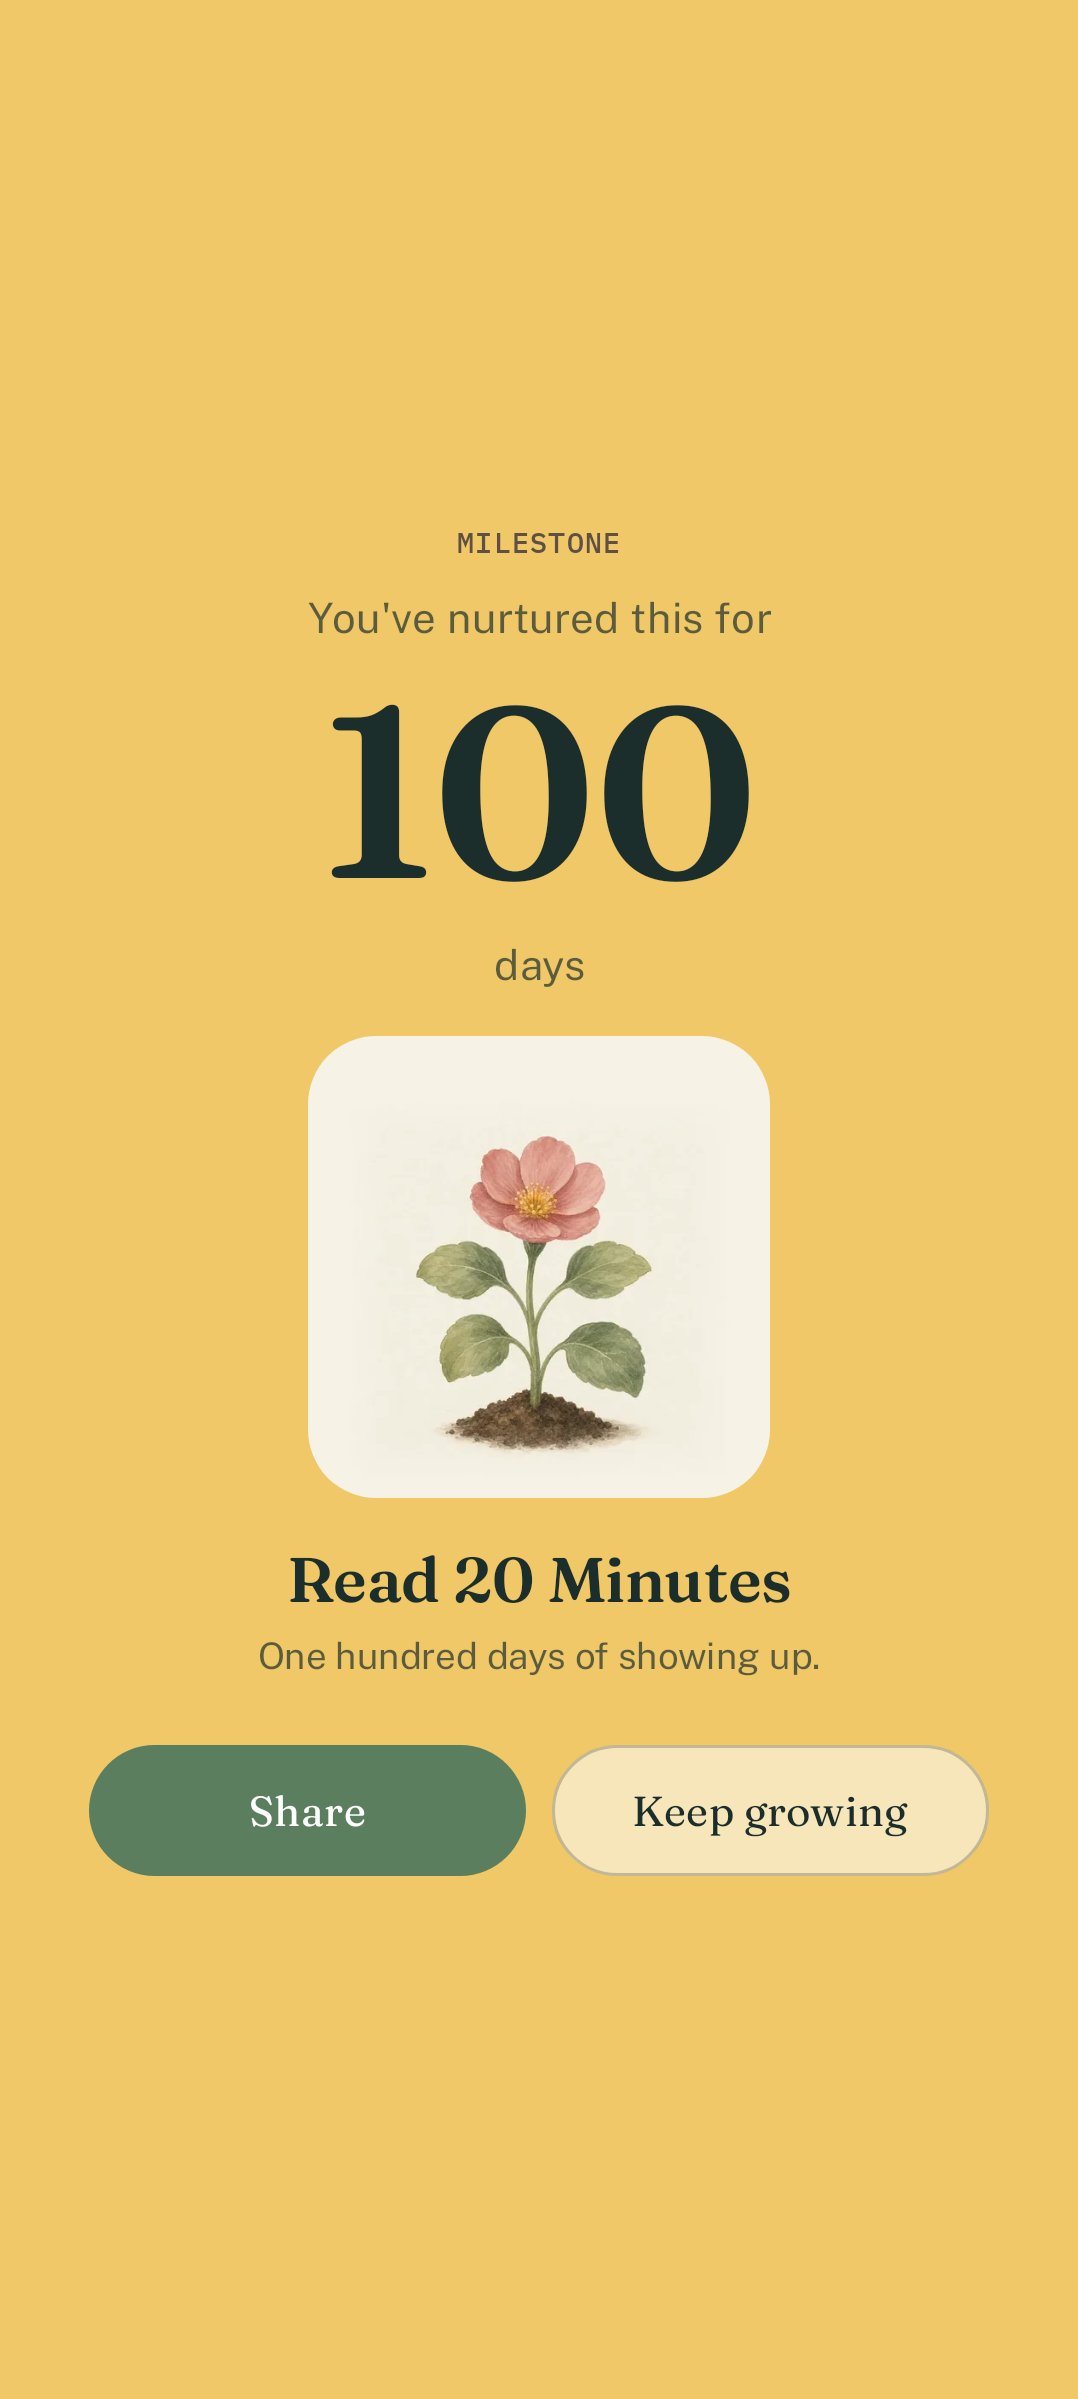 MILESTONE
You've nurtured this for
100
days
Read 20 Minutes
One hundred days of showing up.
Share
Keep growing